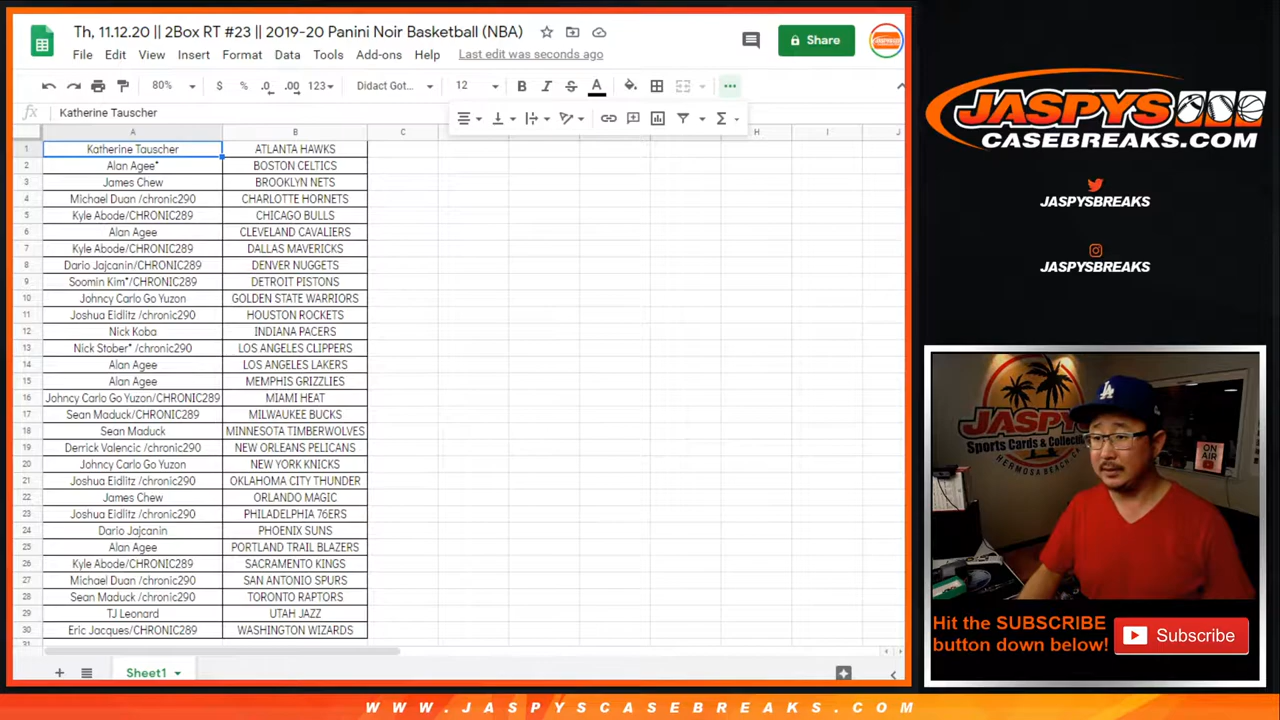 Th, 11.12.20 || 2Box RT #23 || 2019-20 Panini Noir Basketball (NBA)
File Edit View Insert Format Data Tools Add-ons Help Last edit was seconds ago
Share
80% $ % .0 .00 123 Didact Got... 12 B I S A
fx Katherine Tauscher
A B C H I J
1 Katherine Tauscher ATLANTA HAWKS
2 Alan Agee* BOSTON CELTICS
3 James Chew BROOKLYN NETS
4 Michael Duan /chronic290 CHARLOTTE HORNETS
5 Kyle Abode/CHRONIC289 CHICAGO BULLS
6 Alan Agee CLEVELAND CAVALIERS
7 Kyle Abode/CHRONIC289 DALLAS MAVERICKS
8 Dario Jajcanin/CHRONIC289 DENVER NUGGETS
9 Soomin Kim*/CHRONIC289 DETROIT PISTONS
10 Johncy Carlo Go Yuzon GOLDEN STATE WARRIORS
11 Joshua Eidlitz /chronic290 HOUSTON ROCKETS
12 Nick Koba INDIANA PACERS
13 Nick Stober* /chronic290 LOS ANGELES CLIPPERS
14 Alan Agee LOS ANGELES LAKERS
15 Alan Agee MEMPHIS GRIZZLIES
16 Johncy Carlo Go Yuzon/CHRONIC289 MIAMI HEAT
17 Sean Maduck/CHRONIC289 MILWAUKEE BUCKS
18 Sean Maduck MINNESOTA TIMBERWOLVES
19 Derrick Valencic /chronic290 NEW ORLEANS PELICANS
20 Johncy Carlo Go Yuzon NEW YORK KNICKS
21 Joshua Eidlitz /chronic290 OKLAHOMA CITY THUNDER
22 James Chew ORLANDO MAGIC
23 Joshua Eidlitz /chronic290 PHILADELPHIA 76ERS
24 Dario Jajcanin PHOENIX SUNS
25 Alan Agee PORTLAND TRAIL BLAZERS
26 Kyle Abode/CHRONIC289 SACRAMENTO KINGS
27 Michael Duan /chronic290 SAN ANTONIO SPURS
28 Sean Maduck /chronic290 TORONTO RAPTORS
29 TJ Leonard UTAH JAZZ
30 Eric Jacques/CHRONIC289 WASHINGTON WIZARDS
31
Sheet1
JASPYS
CASEBREAKS.COM
JASPYSBREAKS
JASPYSBREAKS
JASPYS
Sports Cards & Collectibles
HERMOSA BEACH
ON AIR
LA
Hit the SUBSCRIBE
button down below!
Subscribe
WWW.JASPYSCASEBREAKS.COM